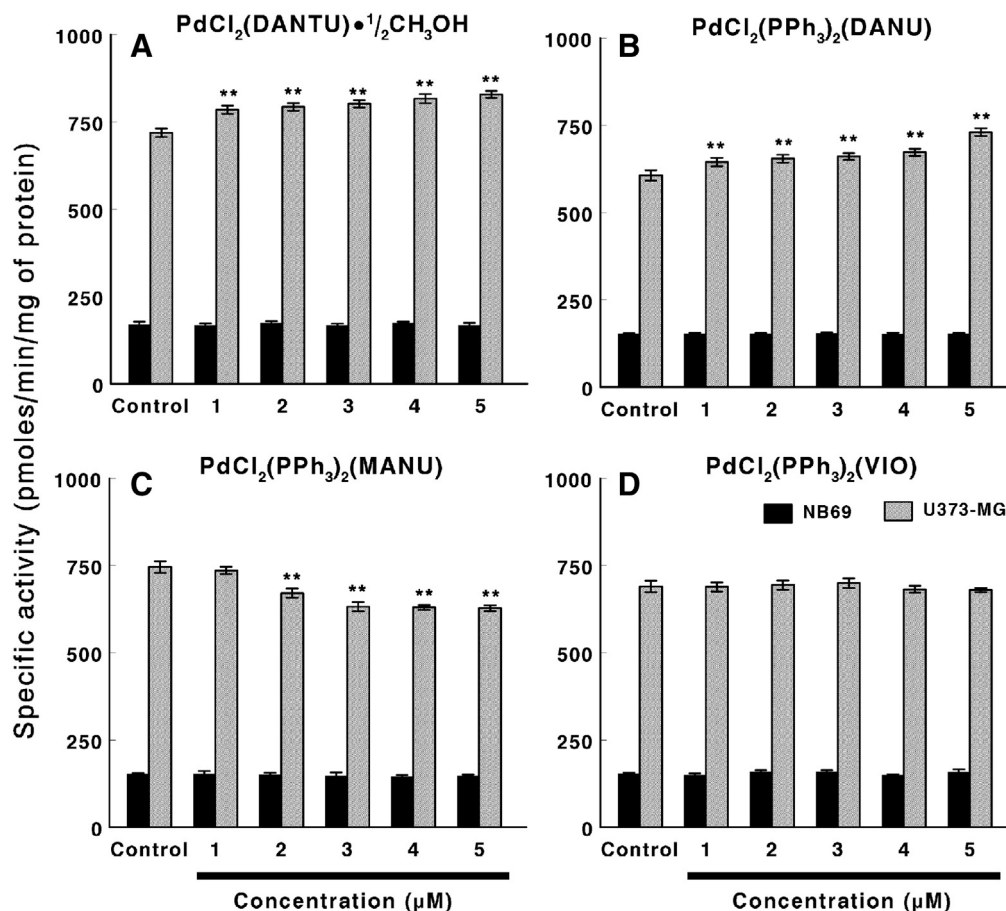 A PdCl₂(DANTU)•¹/₂CH₃OH
1000
750
500
250
0
** ** ** ** **
Control 1 2 3 4 5
B PdCl₂(PPh₃)₂(DANU)
1000
750
500
250
0
** ** ** ** **
Control 1 2 3 4 5
Specific activity (pmoles/min/mg of protein)
C PdCl₂(PPh₃)₂(MANU)
1000
750
500
250
0
** ** ** **
Control 1 2 3 4 5
Concentration (µM)
D PdCl₂(PPh₃)₂(VIO)
NB69 U373-MG
1000
750
500
250
0
Control 1 2 3 4 5
Concentration (µM)